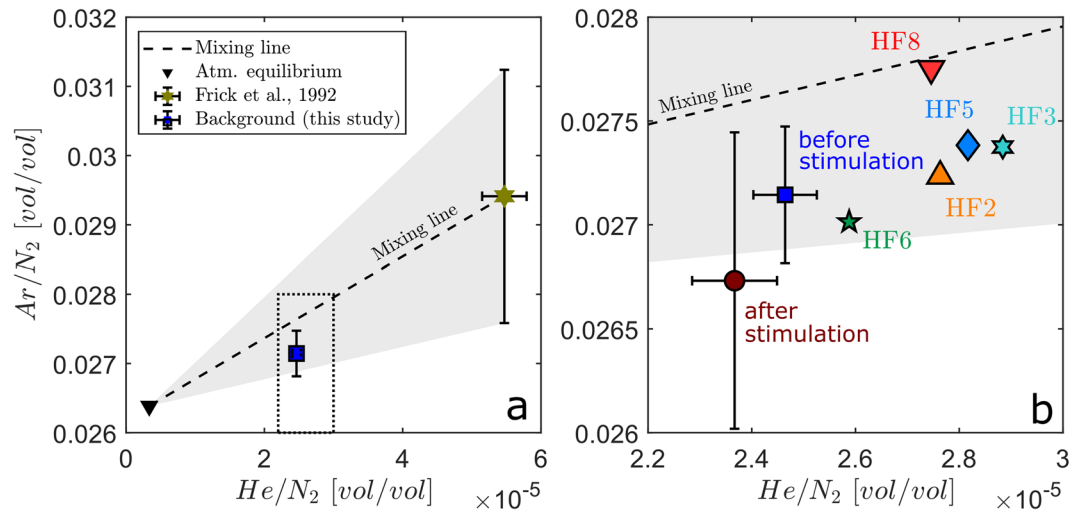 0.032
0.031
0.03
0.029
0.028
0.027
0.026
Ar/N₂ [vol/vol]
Mixing line
Atm. equilibrium
Frick et al., 1992
Background (this study)
Mixing line
a
0
2
4
6
×10⁻⁵
He/N₂ [vol/vol]
0.028
0.0275
0.027
0.0265
0.026
HF8
Mixing line
HF5
HF3
before
stimulation
HF2
HF6
after
stimulation
b
2.2
2.4
2.6
2.8
3
×10⁻⁵
He/N₂ [vol/vol]